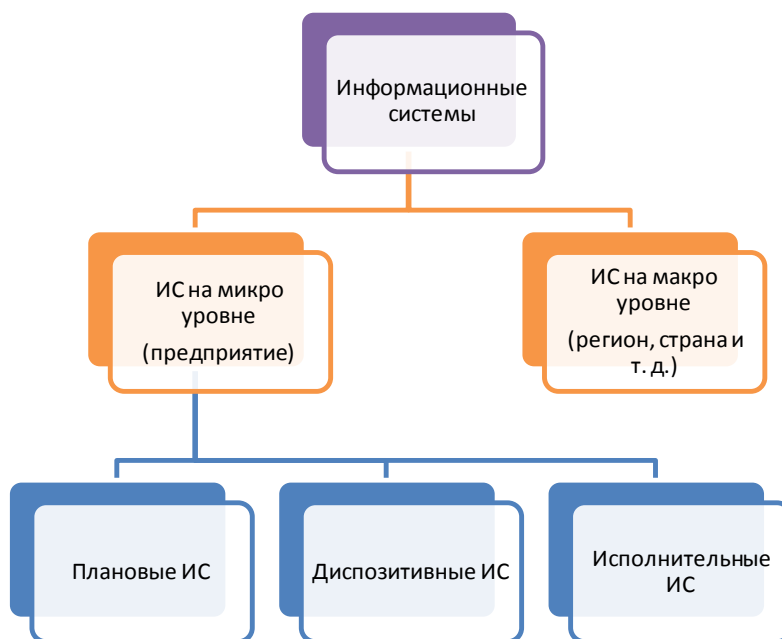 Информационные
системы
ИС на микро
уровне
(предприятие)
ИС на макро
уровне
(регион, страна и
т. д.)
Плановые ИС
Диспозитивные ИС
Исполнительные
ИС